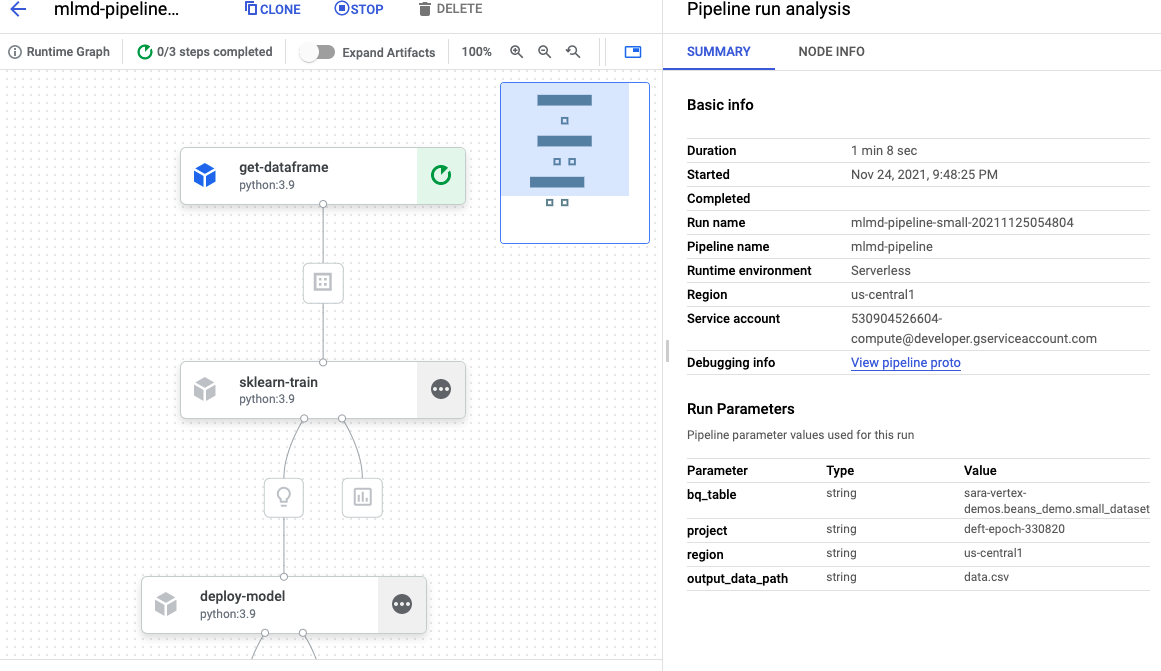 mlmd-pipeline...
CLONE
STOP
DELETE
Runtime Graph
0/3 steps completed
Expand Artifacts
100%
get-dataframe
python:3.9
sklearn-train
python:3.9
deploy-model
python:3.9
Pipeline run analysis
SUMMARY
NODE INFO
Basic info
Duration 1 min 8 sec
Started Nov 24, 2021, 9:48:25 PM
Completed
Run name mlmd-pipeline-small-20211125054804
Pipeline name mlmd-pipeline
Runtime environment Serverless
Region us-central1
Service account 530904526604-
compute@developer.gserviceaccount.com
Debugging info View pipeline proto
Run Parameters
Pipeline parameter values used for this run
Parameter Type Value
bq_table string sara-vertex-
demos.beans_demo.small_dataset
project string deft-epoch-330820
region string us-central1
output_data_path string data.csv